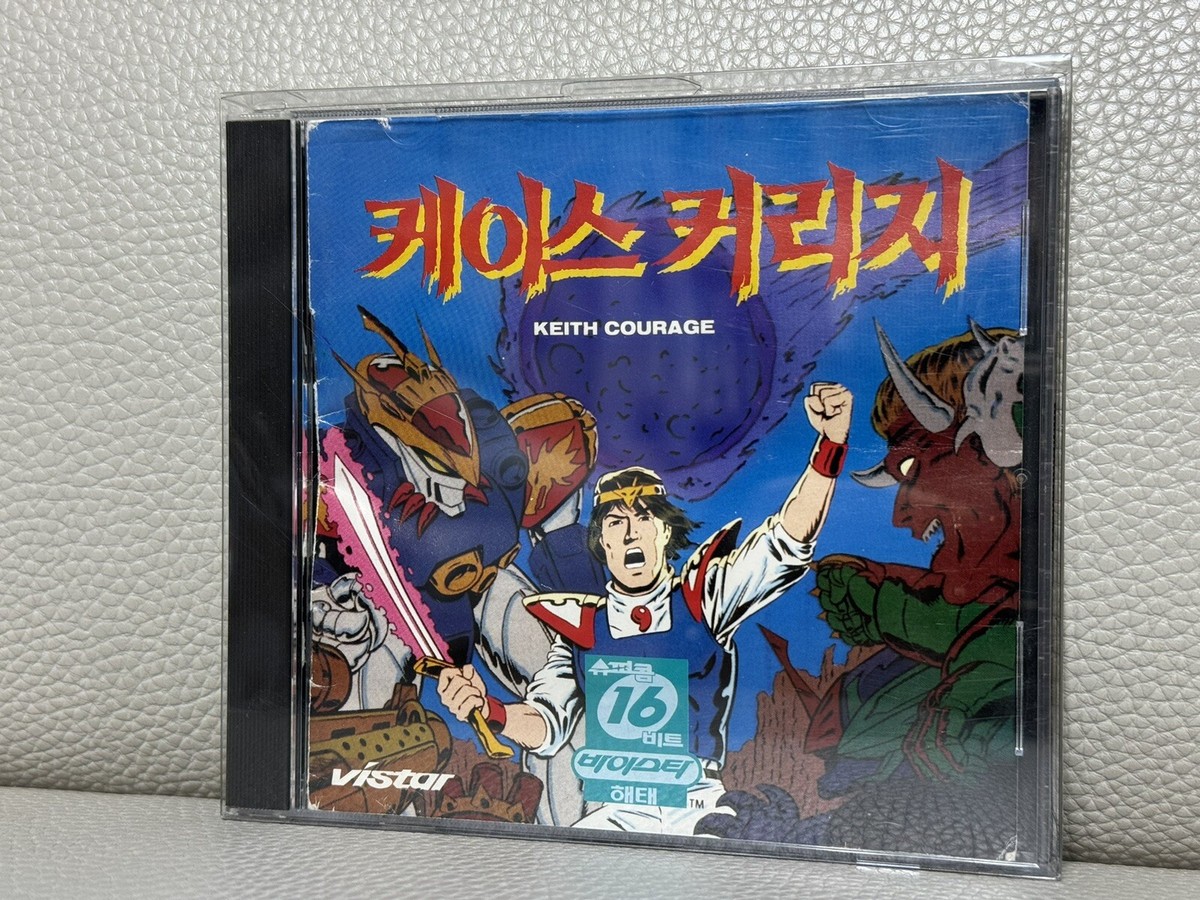 케이스 커리지
KEITH COURAGE
9
슈퍼콤
16
비트
바이스타
해태
TM
vistar